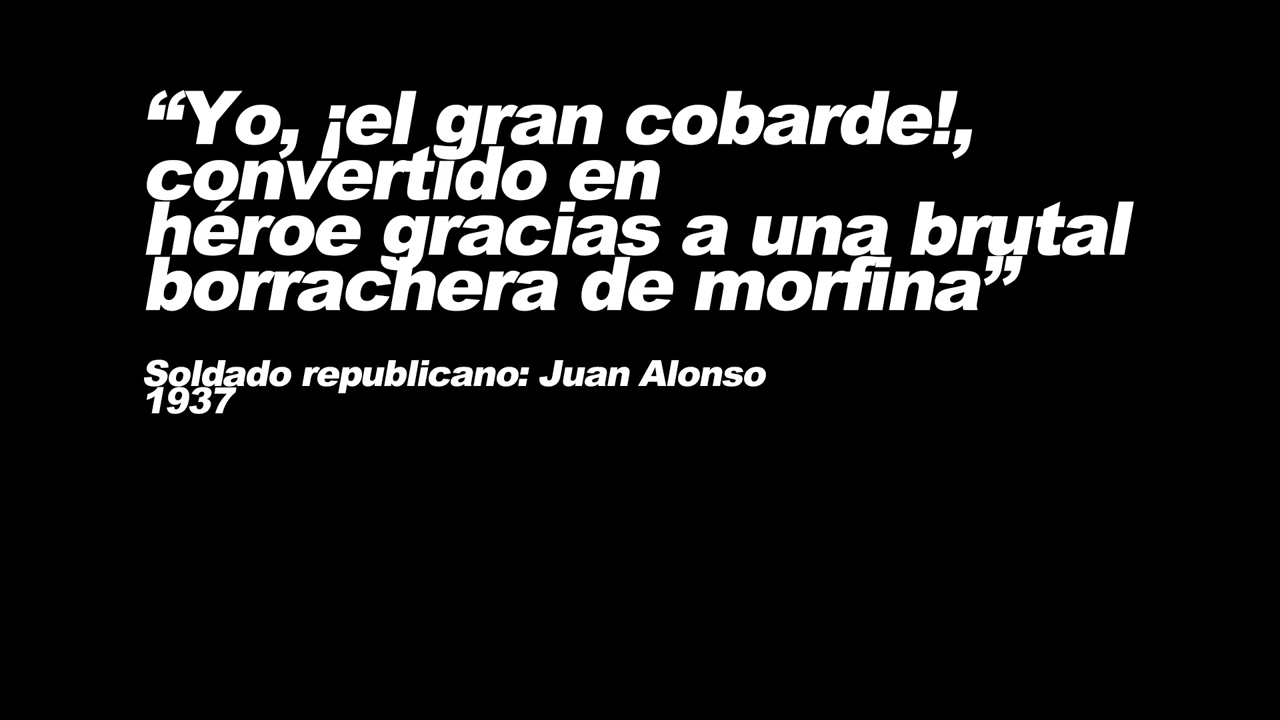 “Yo, ¡el gran cobarde!,
convertido en
héroe gracias a una brutal
borrachera de morfina”
Soldado republicano: Juan Alonso
1937